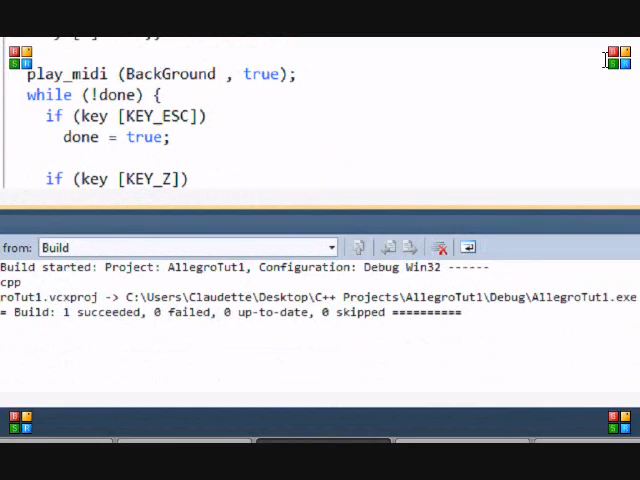 play_midi (BackGround , true);
while (!done) {
if (key [KEY_ESC])
done = true;
if (key [KEY_Z])
from: Build
Build started: Project: AllegroTut1, Configuration: Debug Win32 ------
cpp
roTut1.vcxproj -> C:\Users\Claudette\Desktop\C++ Projects\AllegroTut1\Debug\AllegroTut1.exe
= Build: 1 succeeded, 0 failed, 0 up-to-date, 0 skipped ==========